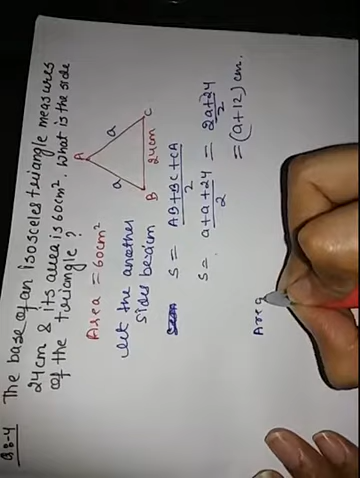 Q:-4 The base of an isosceles triangle measures
24cm & its area is 60cm². What is the side
of the triangle?
Area = 60cm²
A
a
a
B
24cm
C
let the another
side be
S = AB+BC+CA/2
S = a+a+24/2 = 2a+24/2
= (a+12) cm.
Area